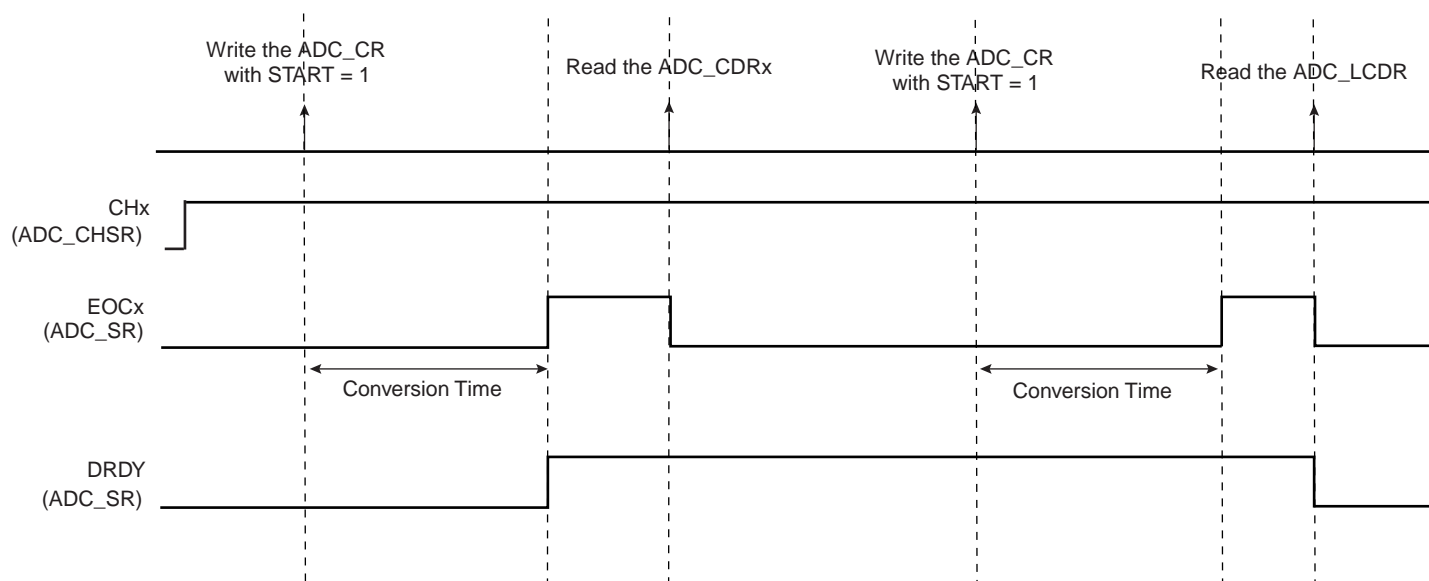 Write the ADC_CR
with START = 1
Read the ADC_CDRx
Write the ADC_CR
with START = 1
Read the ADC_LCDR
CHx
(ADC_CHSR)
EOCx
(ADC_SR)
Conversion Time
Conversion Time
DRDY
(ADC_SR)